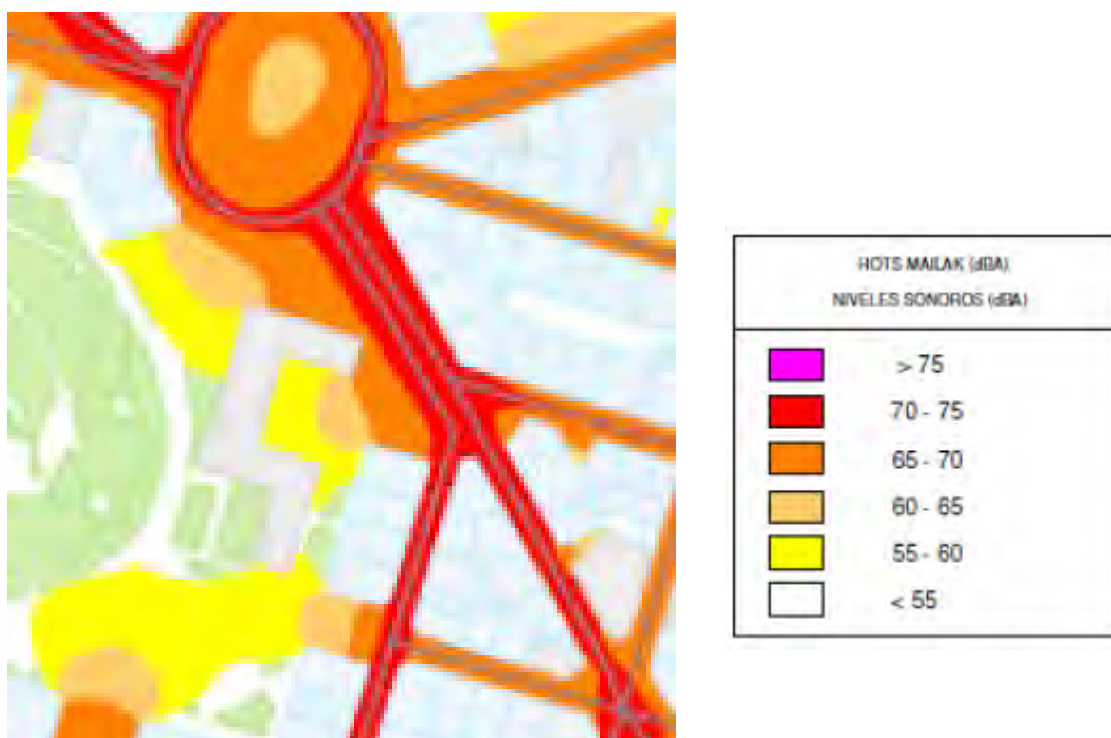 HOTS MAILAK (dBA)
NIVELES SONOROS (dBA)
> 75
70 - 75
65 - 70
60 - 65
55 - 60
< 55